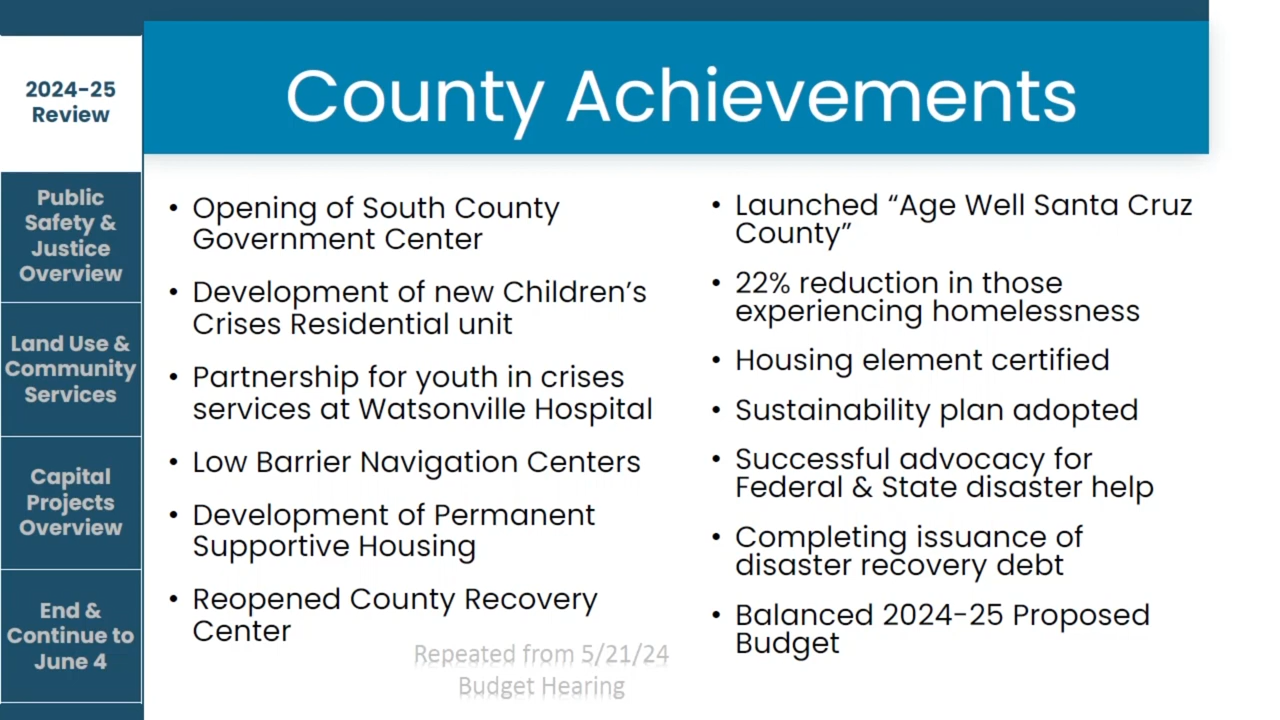 2024-25
Review
Public
Safety &
Justice
Overview
Land Use &
Community
Services
Capital
Projects
Overview
End &
Continue to
June 4
County Achievements
• Opening of South County
Government Center
• Development of new Children's
Crises Residential unit
• Partnership for youth in crises
services at Watsonville Hospital
• Low Barrier Navigation Centers
• Development of Permanent
Supportive Housing
• Reopened County Recovery
Center
• Launched “Age Well Santa Cruz
County”
• 22% reduction in those
experiencing homelessness
• Housing element certified
• Sustainability plan adopted
• Successful advocacy for
Federal & State disaster help
• Completing issuance of
disaster recovery debt
• Balanced 2024-25 Proposed
Budget
Repeated from 5/21/24
Budget Hearing